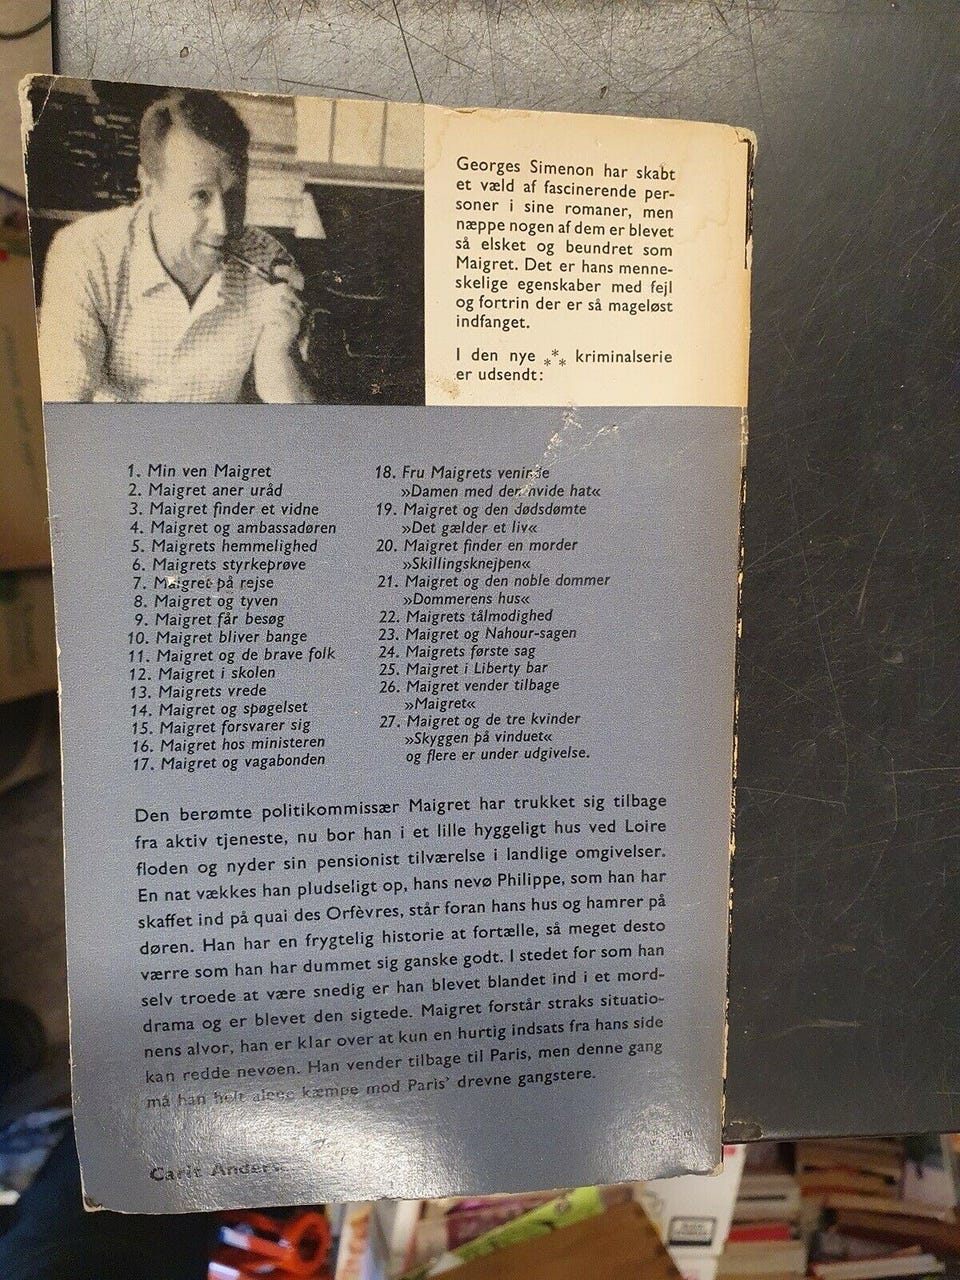 Georges Simenon har skabt
et væld af fascinerende per-
soner i sine romaner, men
næppe nogen af dem er blevet
så elsket og beundret som
Maigret. Det er hans menne-
skelige egenskaber med fejl
og fortrin der er så mageløst
indfanget.
I den nye *** kriminalserie
er udsendt:
1. Min ven Maigret
2. Maigret aner uråd
3. Maigret finder et vidne
4. Maigret og ambassadøren
5. Maigrets hemmelighed
6. Maigrets styrkeprøve
7. Maigret på rejse
8. Maigret og tyven
9. Maigret får besøg
10. Maigret bliver bange
11. Maigret og de brave folk
12. Maigret i skolen
13. Maigrets vrede
14. Maigret og spøgelset
15. Maigret forsvarer sig
16. Maigret hos ministeren
17. Maigret og vagabonden
18. Fru Maigrets veninde
»Damen med den hvide hat«
19. Maigret og den dødsdømte
»Det gælder et liv«
20. Maigret finder en morder
»Skillingsknejpen«
21. Maigret og den noble dommer
»Dommerens hus«
22. Maigrets tålmodighed
23. Maigret og Nahour-sagen
24. Maigrets første sag
25. Maigret i Liberty bar
26. Maigret vender tilbage
»Maigret«
27. Maigret og de tre kvinder
»Skyggen på vinduet«
og flere er under udgivelse.
Den berømte politikommissær Maigret har trukket sig tilbage
fra aktiv tjeneste, nu bor han i et lille hyggeligt hus ved Loire
floden og nyder sin pensionist tilværelse i landlige omgivelser.
En nat vækkes han pludseligt op, hans nevø Philippe, som han har
skaffet ind på quai des Orfèvres, står foran hans hus og hamrer på
døren. Han har en frygtelig historie at fortælle, så meget desto
værre som han har dummet sig ganske godt. I stedet for som han
selv troede at være snedig er han blevet blandet ind i et mord-
drama og er blevet den sigtede. Maigret forstår straks situatio-
nens alvor, han er klar over at kun en hurtig indsats fra hans side
kan redde nevøen. Han vender tilbage til Paris, men denne gang
må han helt alene kæmpe mod Paris' drevne gangstere.
Carit